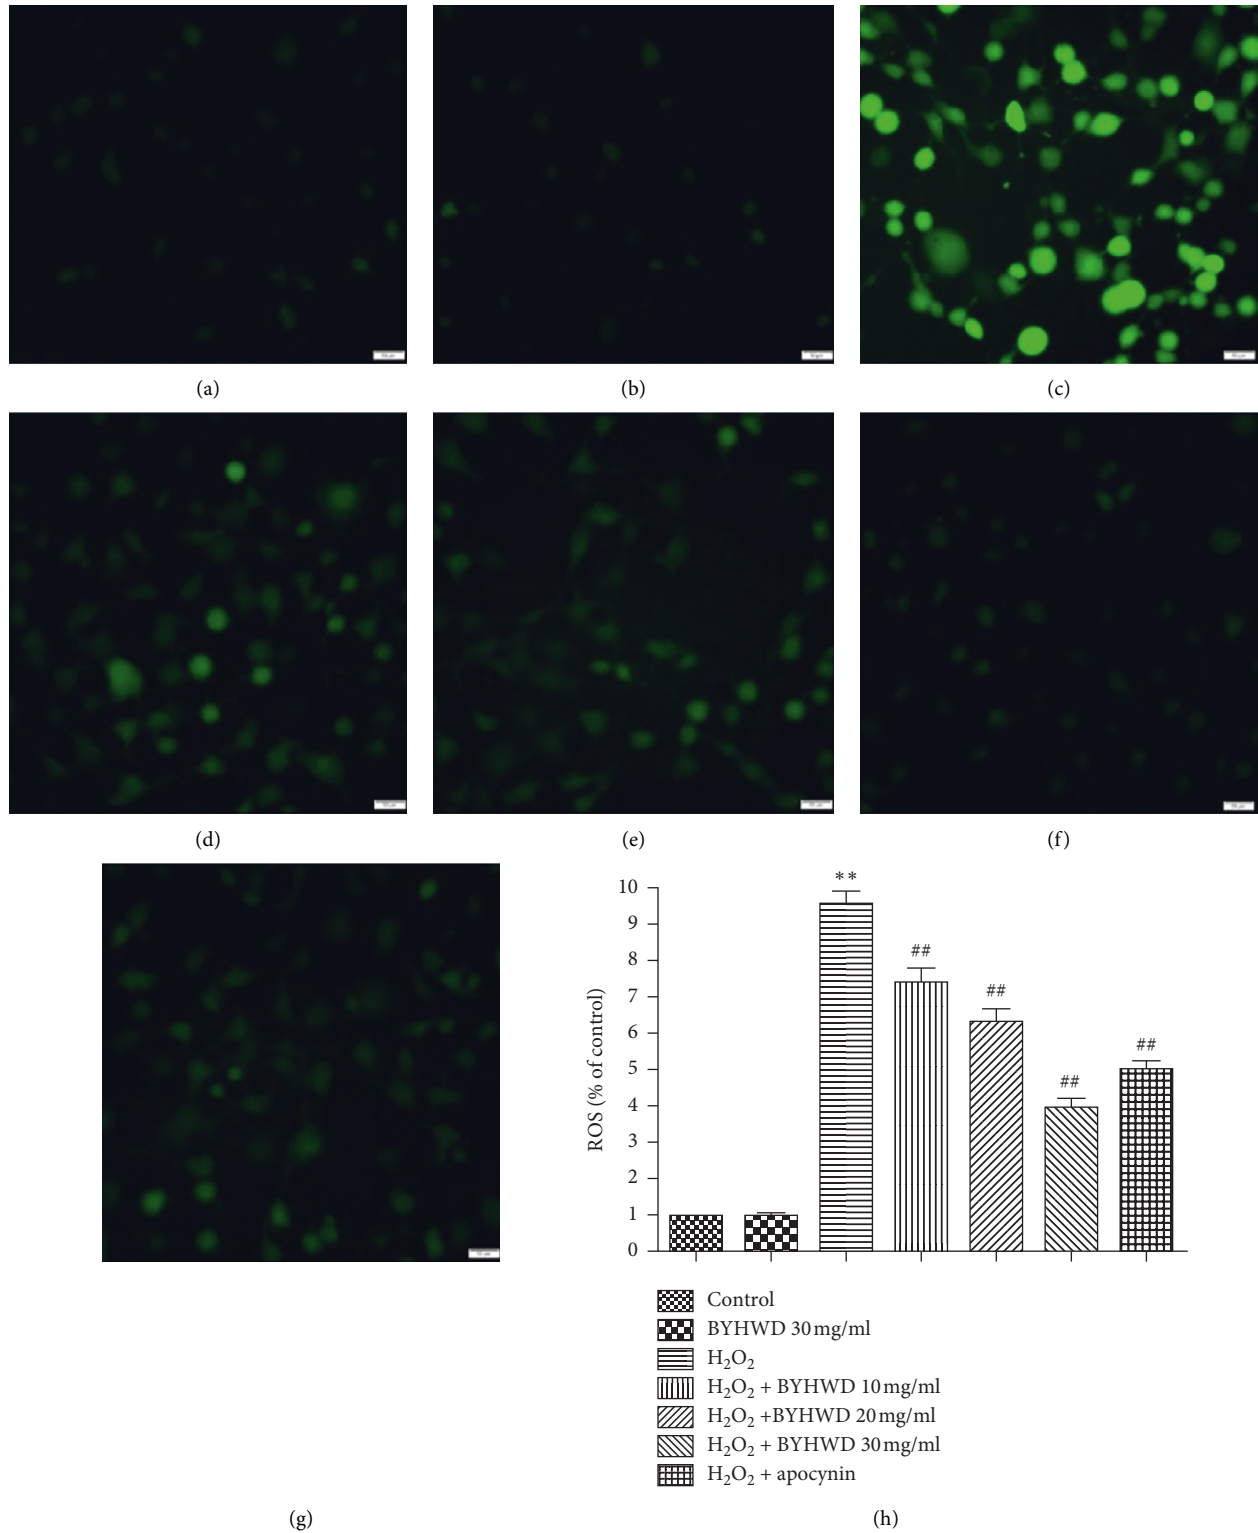 (a)
(b)
(c)
(d)
(e)
(f)
10
9
8
7
6
5
4
3
2
1
0
ROS (% of control)
**
##
##
##
##
Control
BYHWD 30 mg/ml
H₂O₂
H₂O₂ + BYHWD 10 mg/ml
H₂O₂ +BYHWD 20 mg/ml
H₂O₂ + BYHWD 30 mg/ml
H₂O₂ + apocynin
(g)
(h)